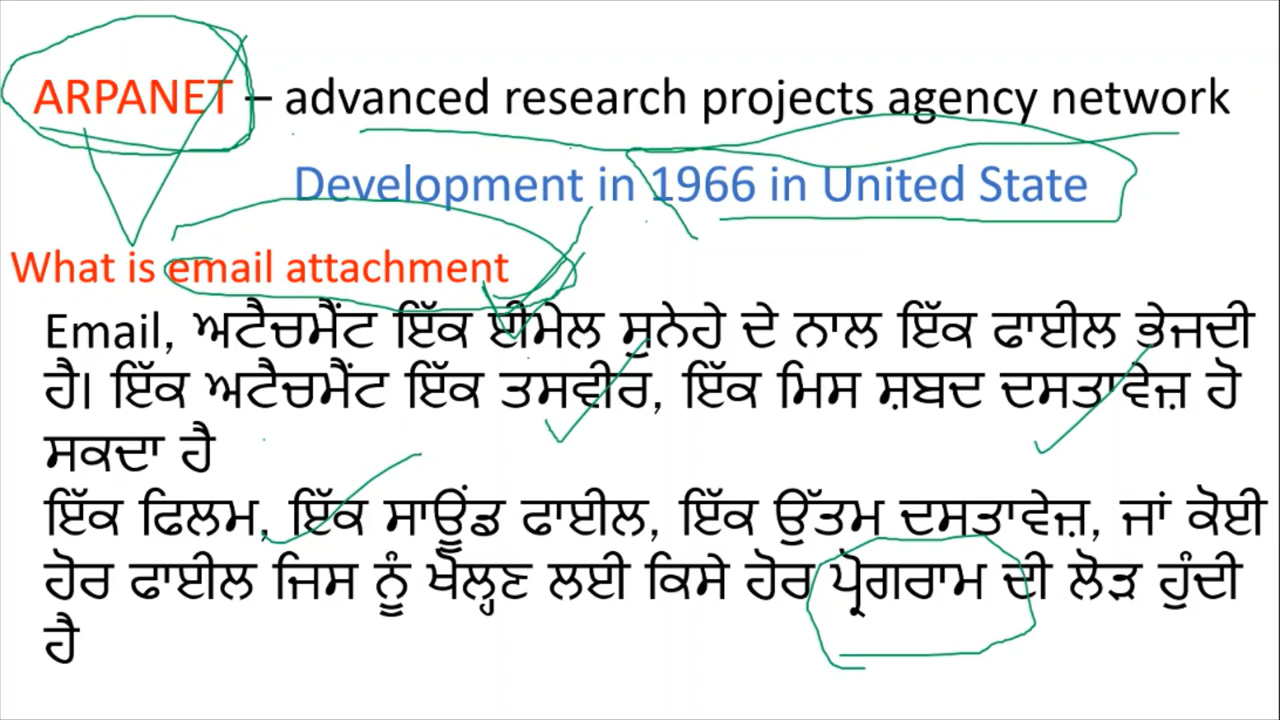 ARPANET – advanced research projects agency network
Development in 1966 in United State
What is email attachment
Email, ਅਟੈਚਮੈਂਟ ਇੱਕ ਈਮੇਲ ਸੁਨੇਹੇ ਦੇ ਨਾਲ ਇੱਕ ਫਾਈਲ ਭੇਜਦੀ
ਹੈ। ਇੱਕ ਅਟੈਚਮੈਂਟ ਇੱਕ ਤਸਵੀਰ, ਇੱਕ ਮਿਸ ਸ਼ਬਦ ਦਸਤਾਵੇਜ਼ ਹੋ
ਸਕਦਾ ਹੈ
ਇੱਕ ਫਿਲਮ, ਇੱਕ ਸਾਊਂਡ ਫਾਈਲ, ਇੱਕ ਉੱਤਮ ਦਸਤਾਵੇਜ਼, ਜਾਂ ਕੋਈ
ਹੋਰ ਫਾਈਲ ਜਿਸ ਨੂੰ ਖੋਲ੍ਹਣ ਲਈ ਕਿਸੇ ਹੋਰ ਪ੍ਰੋਗਰਾਮ ਦੀ ਲੋੜ ਹੁੰਦੀ
ਹੈ